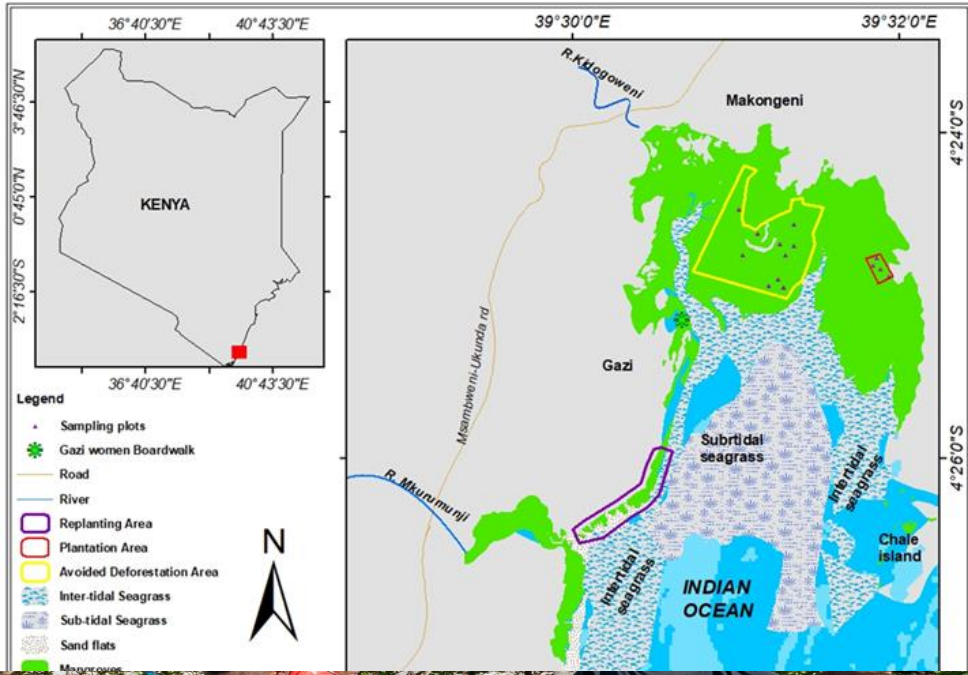 36°40'30"E
40°43'30"E
3°46'30"N
0°45'0"N
2°16'30"S
KENYA
36°40'30"E
40°43'30"E
39°30'0"E
39°32'0"E
4°24'0"S
4°26'0"S
R.Kidogoweni
Makongeni
Msambweni-Ukunda rd
Gazi
R. Mkurumunji
Subrtidal
seagrass
Intertidal
seagrass
Intertidal
seagrass
Chale
island
INDIAN
OCEAN
Legend
Sampling plots
Gazi women Boardwalk
Road
River
Replanting Area
Plantation Area
Avoided Deforestation Area
Inter-tidal Seagrass
Sub-tidal Seagrass
Sand flats
Mangroves
N